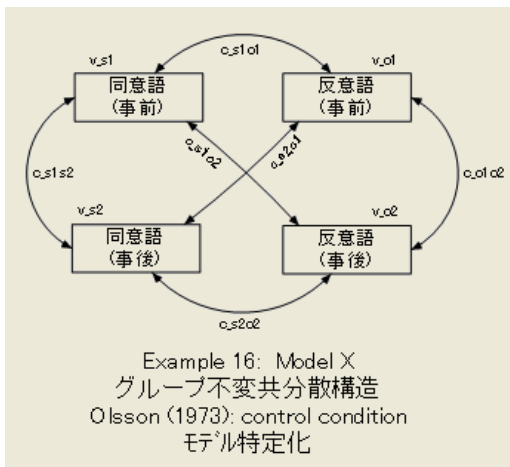 c_s1o1
v_s1
v_o1
同意語
(事前)
反意語
(事前)
c_s1o2
c_s2o1
c_s1s2
c_o1o2
v_s2
v_o2
同意語
(事後)
反意語
(事後)
c_s2o2
Example 16: Model X
グループ不変共分散構造
Olsson (1973): control condition
モデル特定化